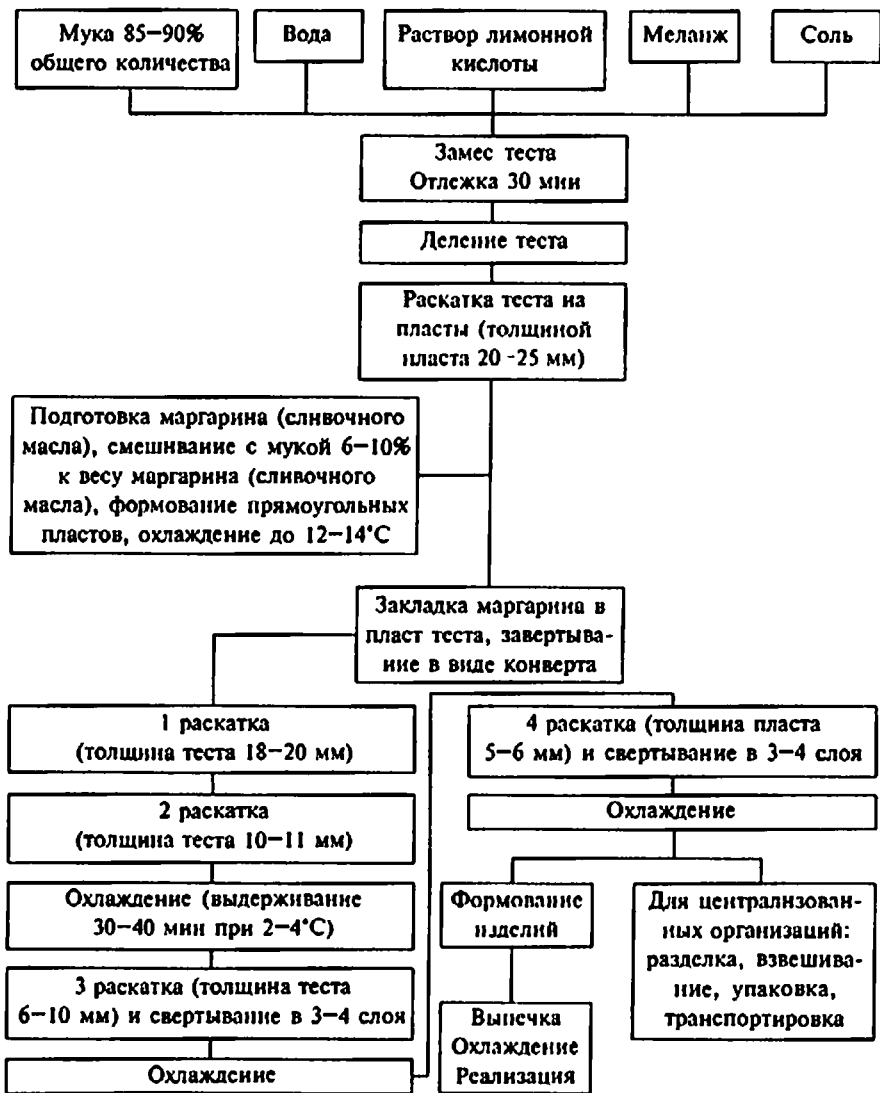 Мука 85—90%
общего количества
Вода
Раствор лимонной
кислоты
Меланж
Соль
Замес теста
Отлежка 30 мин
Деление теста
Раскатка теста на
пласты (толщиной
пласта 20-25 мм)
Подготовка маргарина (сливочного
масла), смешивание с мукой 6—10%
к весу маргарина (сливочного
масла), формование прямоугольных
пластов, охлаждение до 12—14°С
Закладка маргарина в
пласт теста, завертыва-
ние в виде конверта
1 раскатка
(толщина теста 18—20 мм)
2 раскатка
(толщина теста 10—11 мм)
Охлаждение (выдерживание
30—40 мин при 2—4°С)
3 раскатка (толщина теста
6—10 мм) и свертывание в 3—4 слоя
Охлаждение
4 раскатка (толщина пласта
5—6 мм) и свертывание в 3—4 слоя
Охлаждение
Формование
изделий
Выпечка
Охлаждение
Реализация
Для централизован-
ных организаций:
разделка, взвешива-
ние, упаковка,
транспортировка